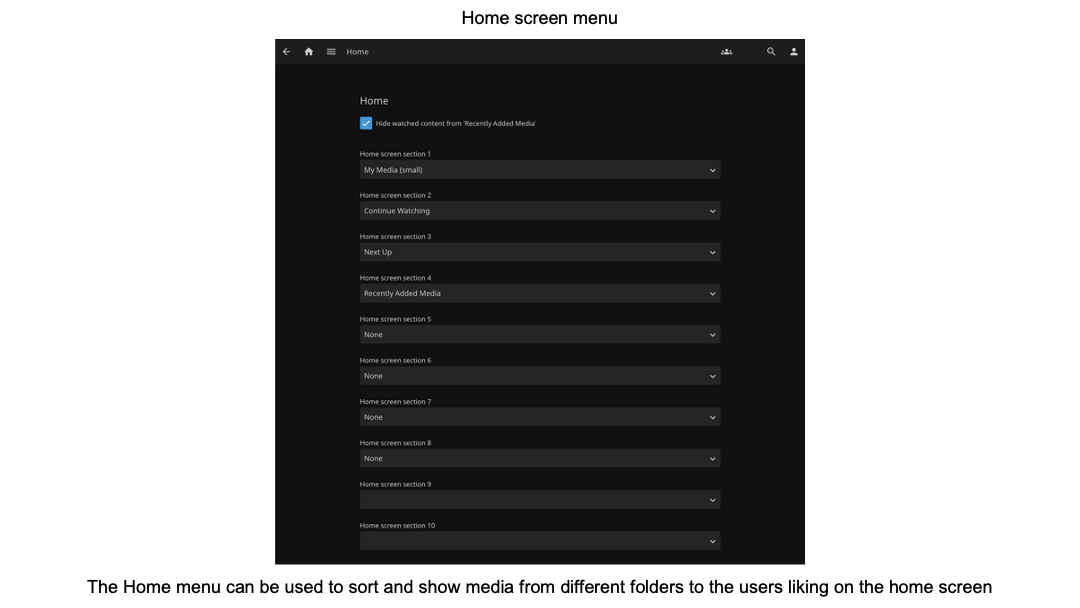 Home screen menu
Home
Home
Hide watched content from 'Recently Added Media'
Home screen section 1
My Media (small)
Home screen section 2
Continue Watching
Home screen section 3
Next Up
Home screen section 4
Recently Added Media
Home screen section 5
None
Home screen section 6
None
Home screen section 7
None
Home screen section 8
None
Home screen section 9
Home screen section 10
The Home menu can be used to sort and show media from different folders to the users liking on the home screen